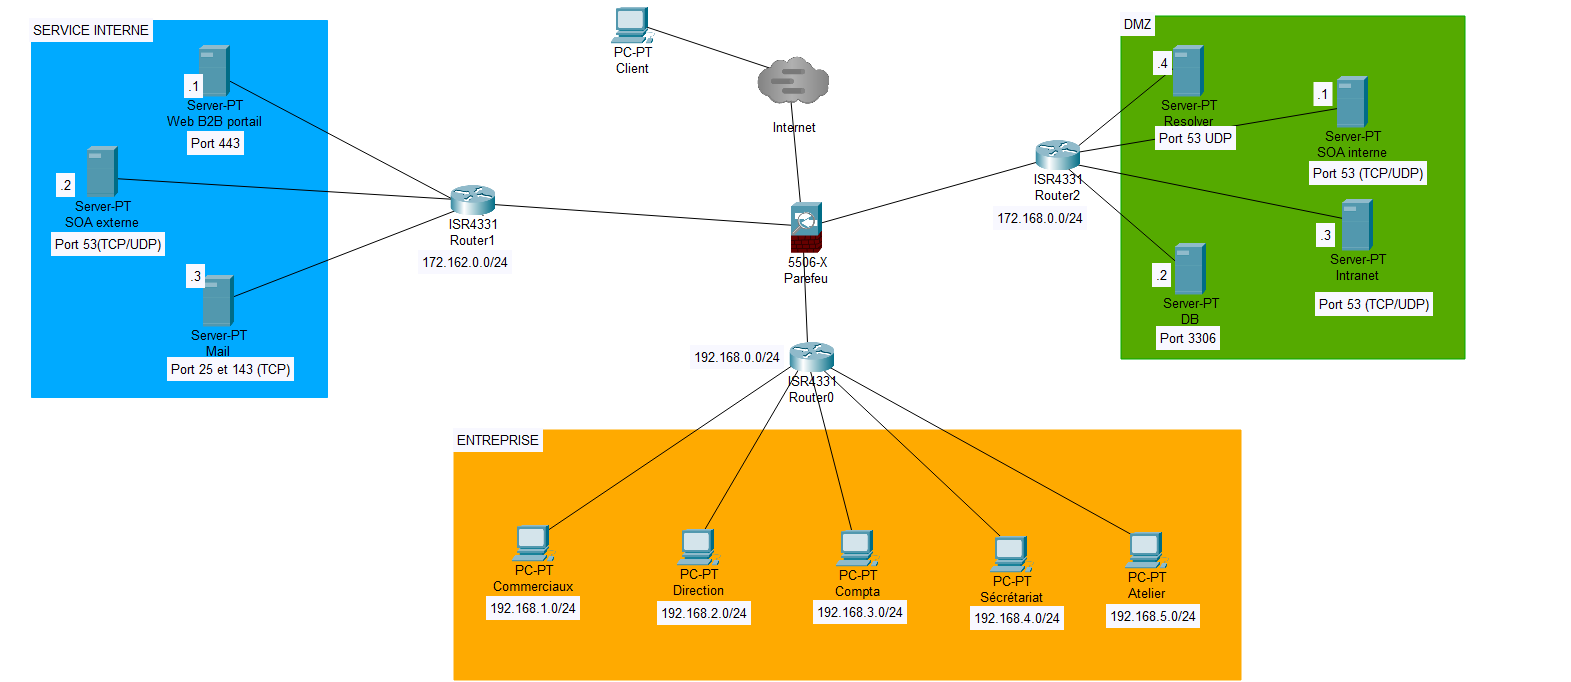 SERVICE INTERNE
.1
Server-PT
Web B2B portail
Port 443
.2
Server-PT
SOA externe
Port 53(TCP/UDP)
.3
Server-PT
Mail
Port 25 et 143 (TCP)
ISR4331
Router1
172.162.0.0/24
PC-PT
Client
Internet
5506-X
Parefeu
DMZ
.4
Server-PT
Resolver
Port 53 UDP
.1
Server-PT
SOA interne
Port 53 (TCP/UDP)
ISR4331
Router2
172.168.0.0/24
.3
Server-PT
Intranet
Port 53 (TCP/UDP)
.2
Server-PT
DB
Port 3306
192.168.0.0/24
ISR4331
Router0
ENTREPRISE
PC-PT
Commerciaux
192.168.1.0/24
PC-PT
Direction
192.168.2.0/24
PC-PT
Compta
192.168.3.0/24
PC-PT
Sécrétariat
192.168.4.0/24
PC-PT
Atelier
192.168.5.0/24